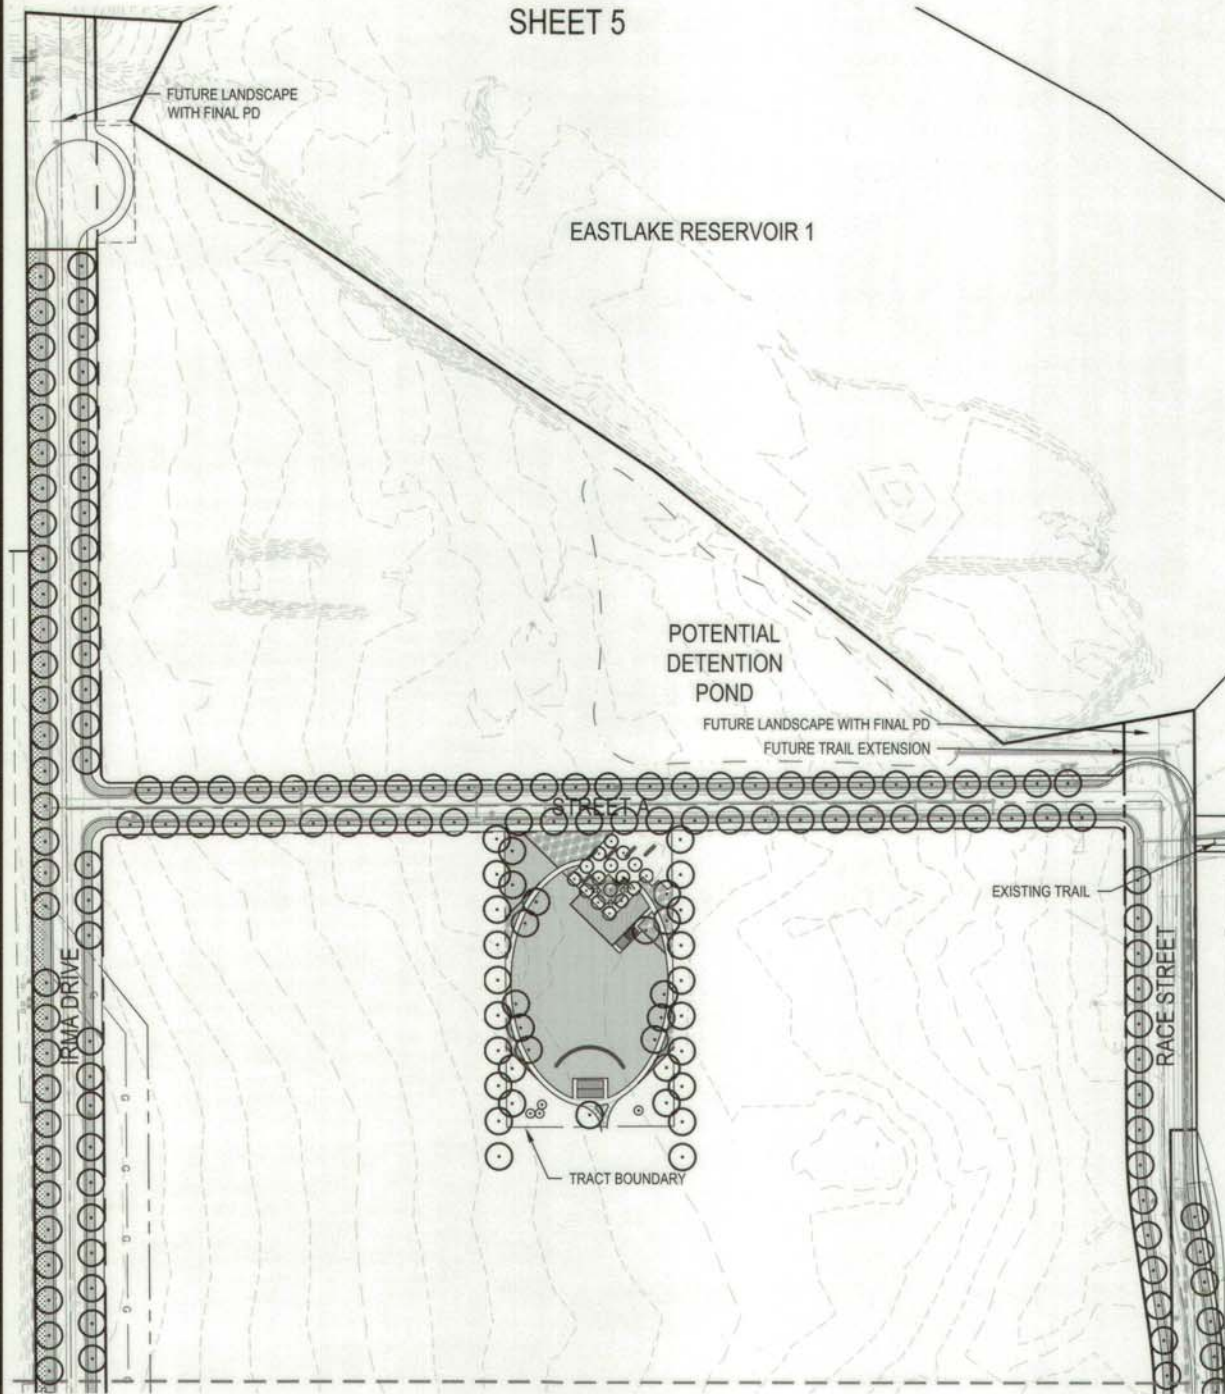 SHEET 5
FUTURE LANDSCAPE
WITH FINAL PD
EASTLAKE RESERVOIR 1
POTENTIAL
DETENTION
POND
FUTURE LANDSCAPE WITH FINAL PD
FUTURE TRAIL EXTENSION
STREET A
EXISTING TRAIL
IRMA DRIVE
RACE STREET
TRACT BOUNDARY
G
G
G
G
G
G